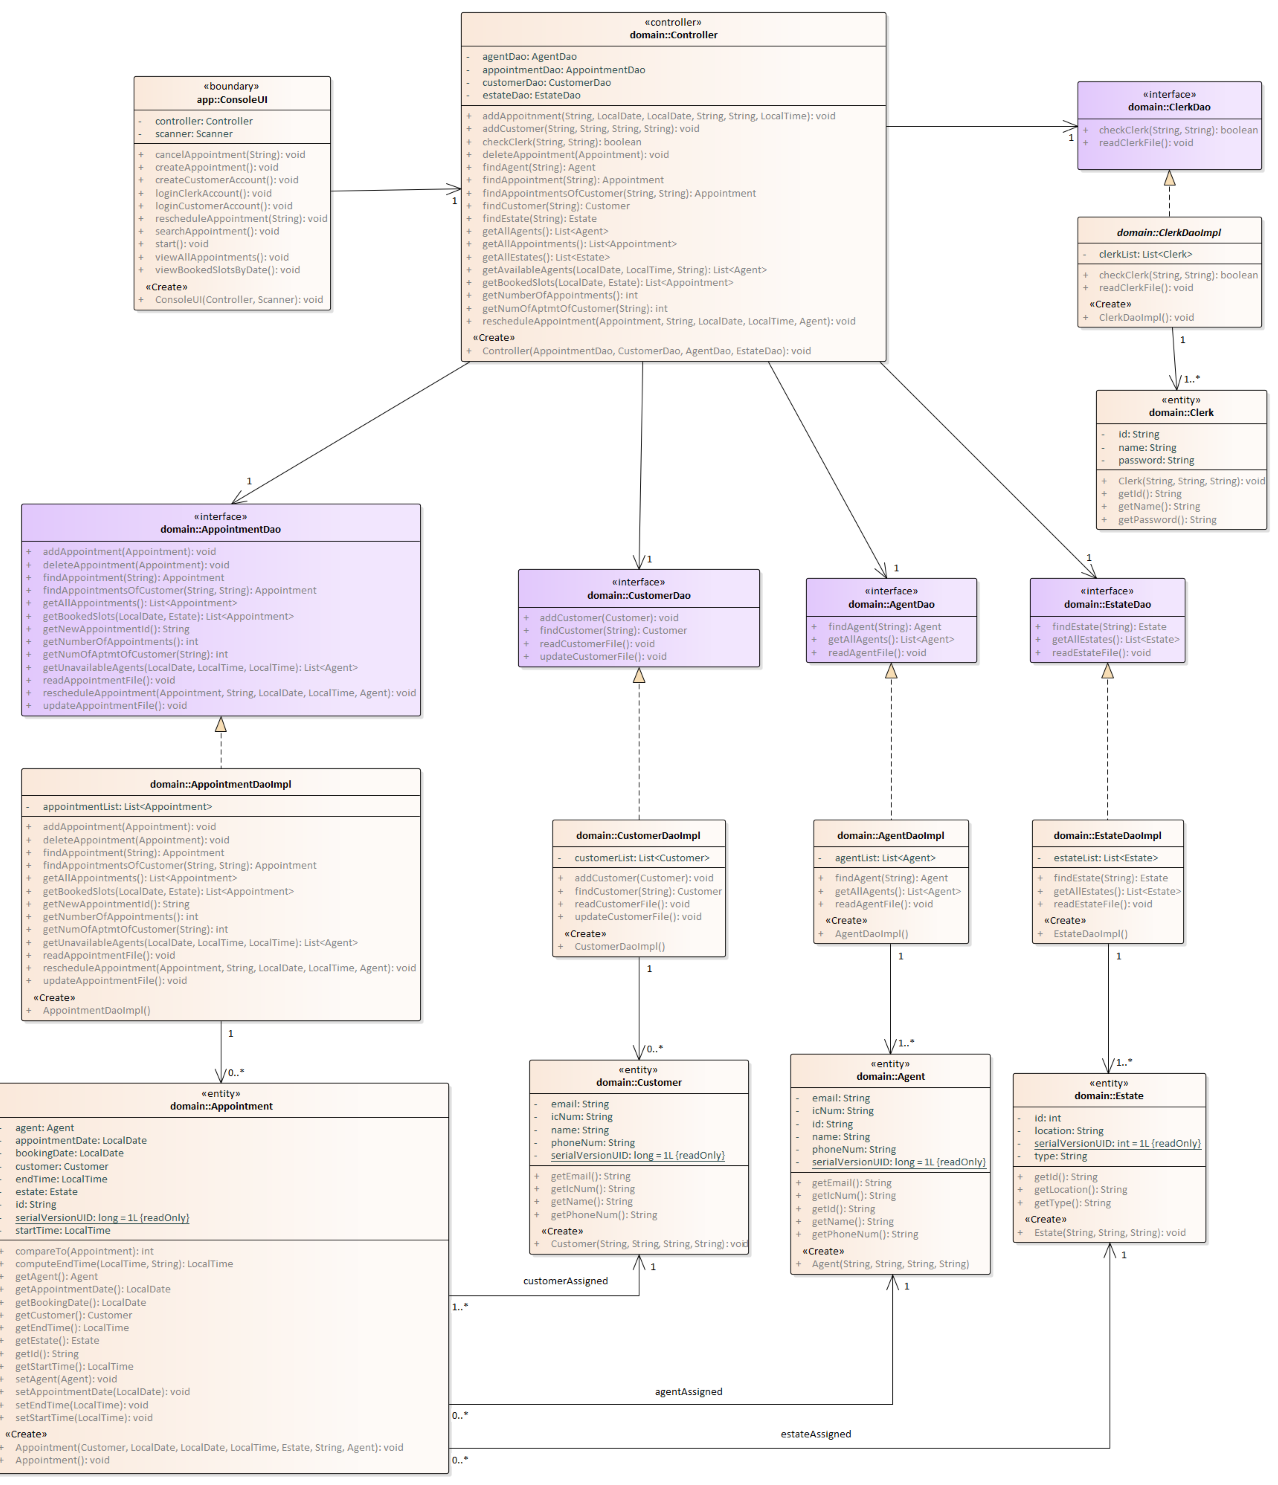 «controller»
domain::Controller
- agentDao: AgentDao
- appointmentDao: AppointmentDao
- customerDao: CustomerDao
- estateDao: EstateDao
+ addAppoitnment(String, LocalDate, LocalDate, String, String, LocalTime): void
+ addCustomer(String, String, String, String): void
+ checkClerk(String, String): boolean
+ deleteAppointment(Appointment): void
+ findAgent(String): Agent
+ findAppointment(String): Appointment
+ findAppointmentsOfCustomer(String, String): Appointment
+ findCustomer(String): Customer
+ findEstate(String): Estate
+ getAllAgents(): List<Agent>
+ getAllAppointments(): List<Appointment>
+ getAllEstates(): List<Estate>
+ getAvailableAgents(LocalDate, LocalTime, String): List<Agent>
+ getBookedSlots(LocalDate, Estate): List<Appointment>
+ getNumberOfAppointments(): int
+ getNumOfAptmtOfCustomer(String): int
+ rescheduleAppointment(Appointment, String, LocalDate, LocalTime, Agent): void
«Create»
+ Controller(AppointmentDao, CustomerDao, AgentDao, EstateDao): void
«boundary»
app::ConsoleUI
- controller: Controller
- scanner: Scanner
+ cancelAppointment(String): void
+ createAppointment(): void
+ createCustomerAccount(): void
+ loginClerkAccount(): void
+ loginCustomerAccount(): void
+ rescheduleAppointment(String): void
+ searchAppointment(): void
+ start(): void
+ viewAllAppointments(): void
+ viewBookedSlotsByDate(): void
«Create»
+ ConsoleUI(Controller, Scanner): void
1
1
«interface»
domain::ClerkDao
+ checkClerk(String, String): boolean
+ readClerkFile(): void
domain::ClerkDaoImpl
- clerkList: List<Clerk>
+ checkClerk(String, String): boolean
+ readClerkFile(): void
«Create»
+ ClerkDaoImpl(): void
1
1..*
«entity»
domain::Clerk
- id: String
- name: String
- password: String
+ Clerk(String, String, String): void
+ getId(): String
+ getName(): String
+ getPassword(): String
1
1
1
1
«interface»
domain::AppointmentDao
+ addAppointment(Appointment): void
+ deleteAppointment(Appointment): void
+ findAppointment(String): Appointment
+ findAppointmentsOfCustomer(String, String): Appointment
+ getAllAppointments(): List<Appointment>
+ getBookedSlots(LocalDate, Estate): List<Appointment>
+ getNewAppointmentId(): String
+ getNumberOfAppointments(): int
+ getNumOfAptmtOfCustomer(String): int
+ getUnavailableAgents(LocalDate, LocalTime, LocalTime): List<Agent>
+ readAppointmentFile(): void
+ rescheduleAppointment(Appointment, String, LocalDate, LocalTime, Agent): void
+ updateAppointmentFile(): void
«interface»
domain::CustomerDao
+ addCustomer(Customer): void
+ findCustomer(String): Customer
+ readCustomerFile(): void
+ updateCustomerFile(): void
«interface»
domain::AgentDao
+ findAgent(String): Agent
+ getAllAgents(): List<Agent>
+ readAgentFile(): void
«interface»
domain::EstateDao
+ findEstate(String): Estate
+ getAllEstates(): List<Estate>
+ readEstateFile(): void
domain::AppointmentDaoImpl
- appointmentList: List<Appointment>
+ addAppointment(Appointment): void
+ deleteAppointment(Appointment): void
+ findAppointment(String): Appointment
+ findAppointmentsOfCustomer(String, String): Appointment
+ getAllAppointments(): List<Appointment>
+ getBookedSlots(LocalDate, Estate): List<Appointment>
+ getNewAppointmentId(): String
+ getNumberOfAppointments(): int
+ getNumOfAptmtOfCustomer(String): int
+ getUnavailableAgents(LocalDate, LocalTime, LocalTime): List<Agent>
+ readAppointmentFile(): void
+ rescheduleAppointment(Appointment, String, LocalDate, LocalTime, Agent): void
+ updateAppointmentFile(): void
«Create»
+ AppointmentDaoImpl()
domain::CustomerDaoImpl
- customerList: List<Customer>
+ addCustomer(Customer): void
+ findCustomer(String): Customer
+ readCustomerFile(): void
+ updateCustomerFile(): void
«Create»
+ CustomerDaoImpl()
domain::AgentDaoImpl
- agentList: List<Agent>
+ findAgent(String): Agent
+ getAllAgents(): List<Agent>
+ readAgentFile(): void
«Create»
+ AgentDaoImpl()
domain::EstateDaoImpl
- estateList: List<Estate>
+ findEstate(String): Estate
+ getAllEstates(): List<Estate>
+ readEstateFile(): void
«Create»
+ EstateDaoImpl()
1
0..*
1
0..*
1
1..*
1
1..*
«entity»
domain::Appointment
- agent: Agent
- appointmentDate: LocalDate
- bookingDate: LocalDate
- customer: Customer
- endTime: LocalTime
- estate: Estate
- id: String
- serialVersionUID: long = 1L {readOnly}
- startTime: LocalTime
+ compareTo(Appointment): int
+ computeEndTime(LocalTime, String): LocalTime
+ getAgent(): Agent
+ getAppointmentDate(): LocalDate
+ getBookingDate(): LocalDate
+ getCustomer(): Customer
+ getEndTime(): LocalTime
+ getEstate(): Estate
+ getId(): String
+ getStartTime(): LocalTime
+ setAgent(Agent): void
+ setAppointmentDate(LocalDate): void
+ setEndTime(LocalTime): void
+ setStartTime(LocalTime): void
«Create»
+ Appointment(Customer, LocalDate, LocalDate, LocalTime, Estate, String, Agent): void
+ Appointment(): void
«entity»
domain::Customer
- email: String
- icNum: String
- name: String
- phoneNum: String
- serialVersionUID: long = 1L {readOnly}
+ getEmail(): String
+ getIcNum(): String
+ getName(): String
+ getPhoneNum(): String
«Create»
+ Customer(String, String, String, String): void
«entity»
domain::Agent
- email: String
- icNum: String
- id: String
- name: String
- phoneNum: String
- serialVersionUID: long = 1L {readOnly}
+ getEmail(): String
+ getIcNum(): String
+ getId(): String
+ getName(): String
+ getPhoneNum(): String
«Create»
+ Agent(String, String, String, String)
«entity»
domain::Estate
- id: int
- location: String
- serialVersionUID: int = 1L {readOnly}
- type: String
+ getId(): String
+ getLocation(): String
+ getType(): String
«Create»
+ Estate(String, String, String): void
1
customerAssigned
1..*
1
agentAssigned
0..*
1
estateAssigned
0..*